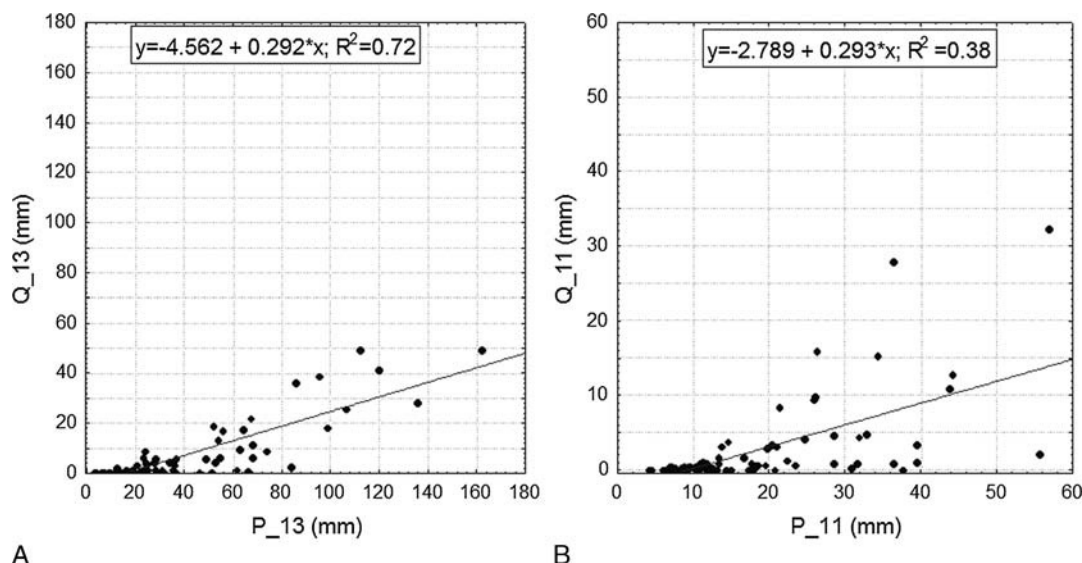 y=-4.562 + 0.292*x; R²=0.72
180
160
140
120
100
80
60
40
20
0
Q_13 (mm)
0 20 40 60 80 100 120 140 160 180
P_13 (mm)
A
y=-2.789 + 0.293*x; R² =0.38
60
50
40
30
20
10
0
Q_11 (mm)
0 10 20 30 40 50 60
P_11 (mm)
B